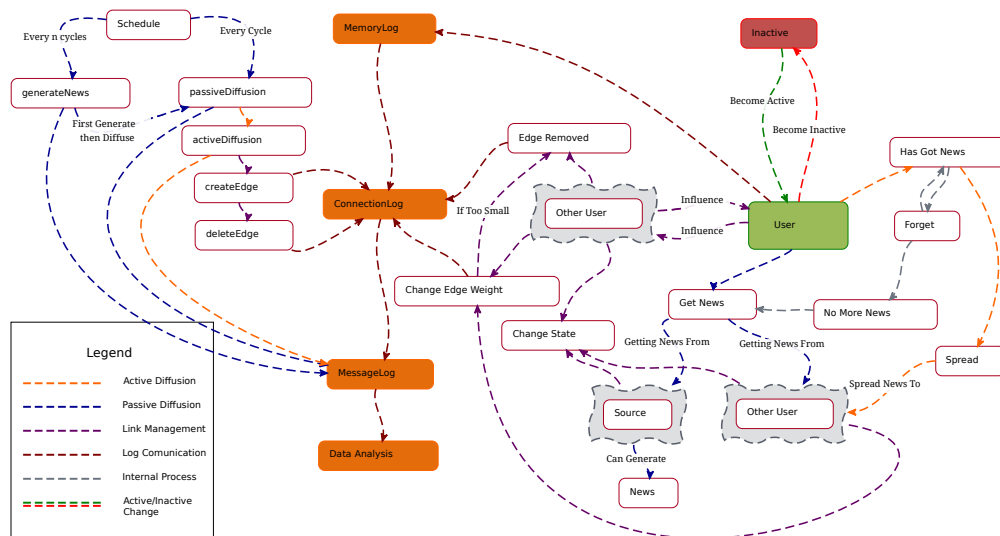 Schedule
Every n cycles
Every Cycle
generateNews
passiveDiffusion
First Generate
then Diffuse
activeDiffusion
createEdge
deleteEdge
MemoryLog
ConnectionLog
MessageLog
Data Analysis
Edge Removed
If Too Small
Other User
Influence
Influence
Change Edge Weight
Change State
Inactive
Become Active
Become Inactive
User
Has Got News
Forget
No More News
Get News
Getting News From
Getting News From
Spread
Spread News To
Source
Other User
Can Generate
News
Legend
Active Diffusion
Passive Diffusion
Link Management
Log Comunication
Internal Process
Active/Inactive
Change